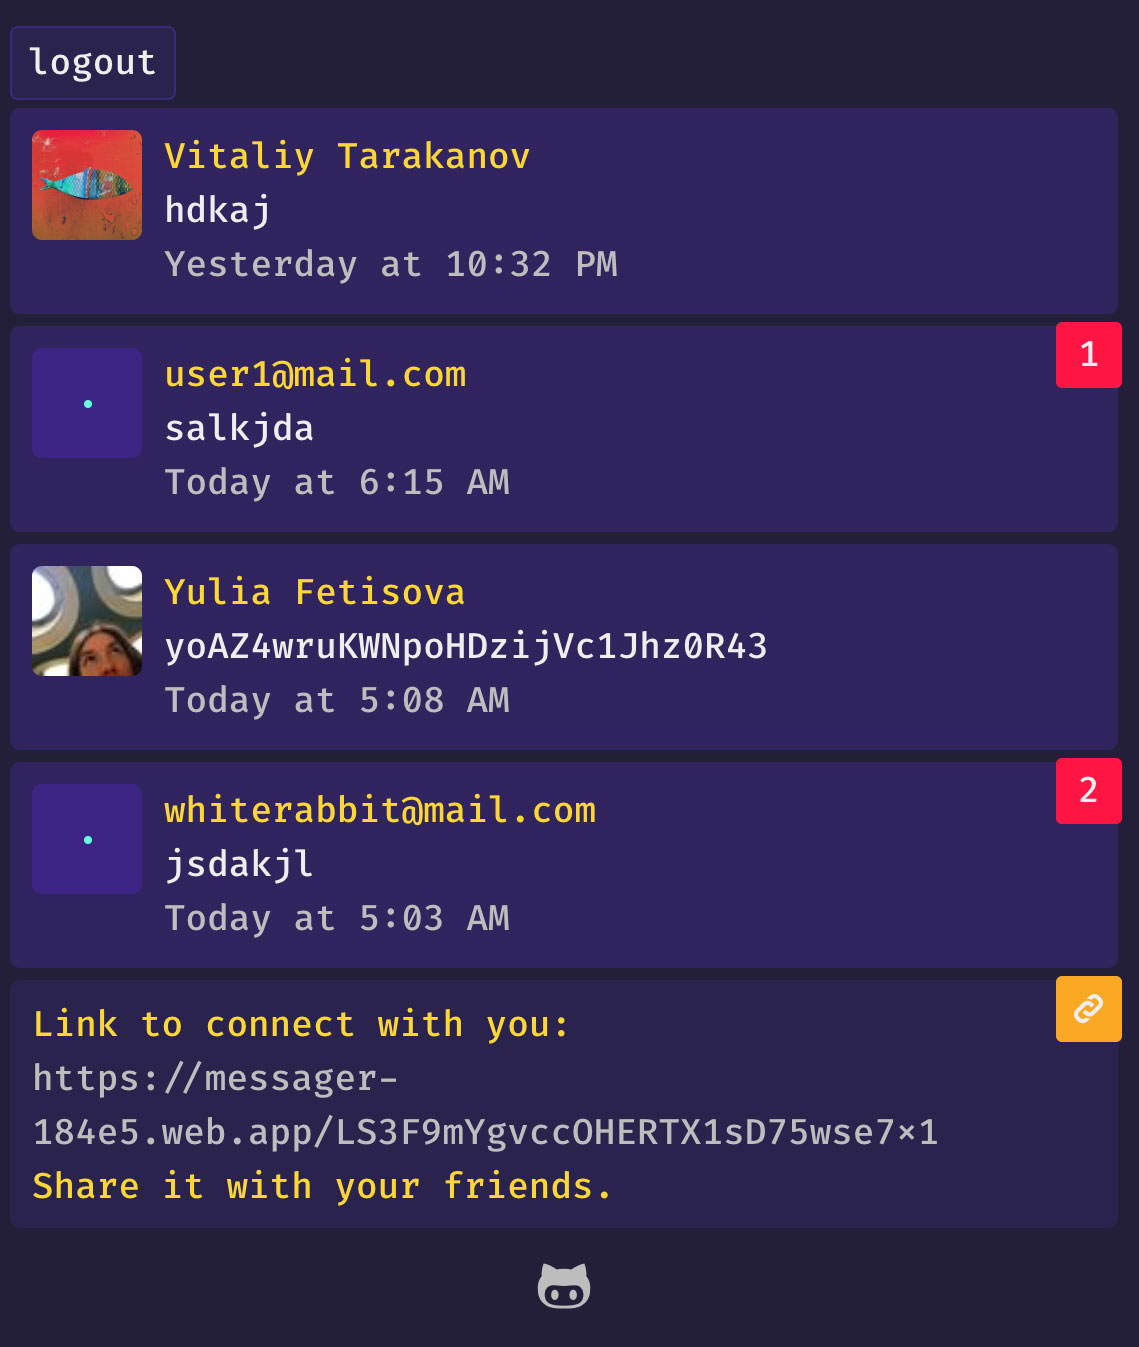 logout
Vitaliy Tarakanov
hdkaj
Yesterday at 10:32 PM
1
user1@mail.com
salkjda
Today at 6:15 AM
Yulia Fetisova
yoAZ4wruKWNpoHDzijVc1Jhz0R43
Today at 5:08 AM
2
whiterabbit@mail.com
jsdakjl
Today at 5:03 AM
Link to connect with you:
https://messager-
184e5.web.app/LS3F9mYgvccOHERTX1sD75wse7×1
Share it with your friends.